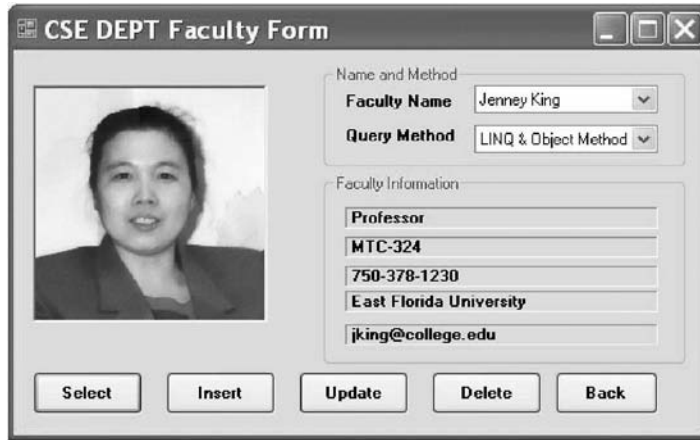 CSE DEPT Faculty Form
Name and Method
Faculty Name Jenney King
Query Method LINQ & Object Method
Faculty Information
Professor
MTC-324
750-378-1230
East Florida University
jking@college.edu
Select Insert Update Delete Back